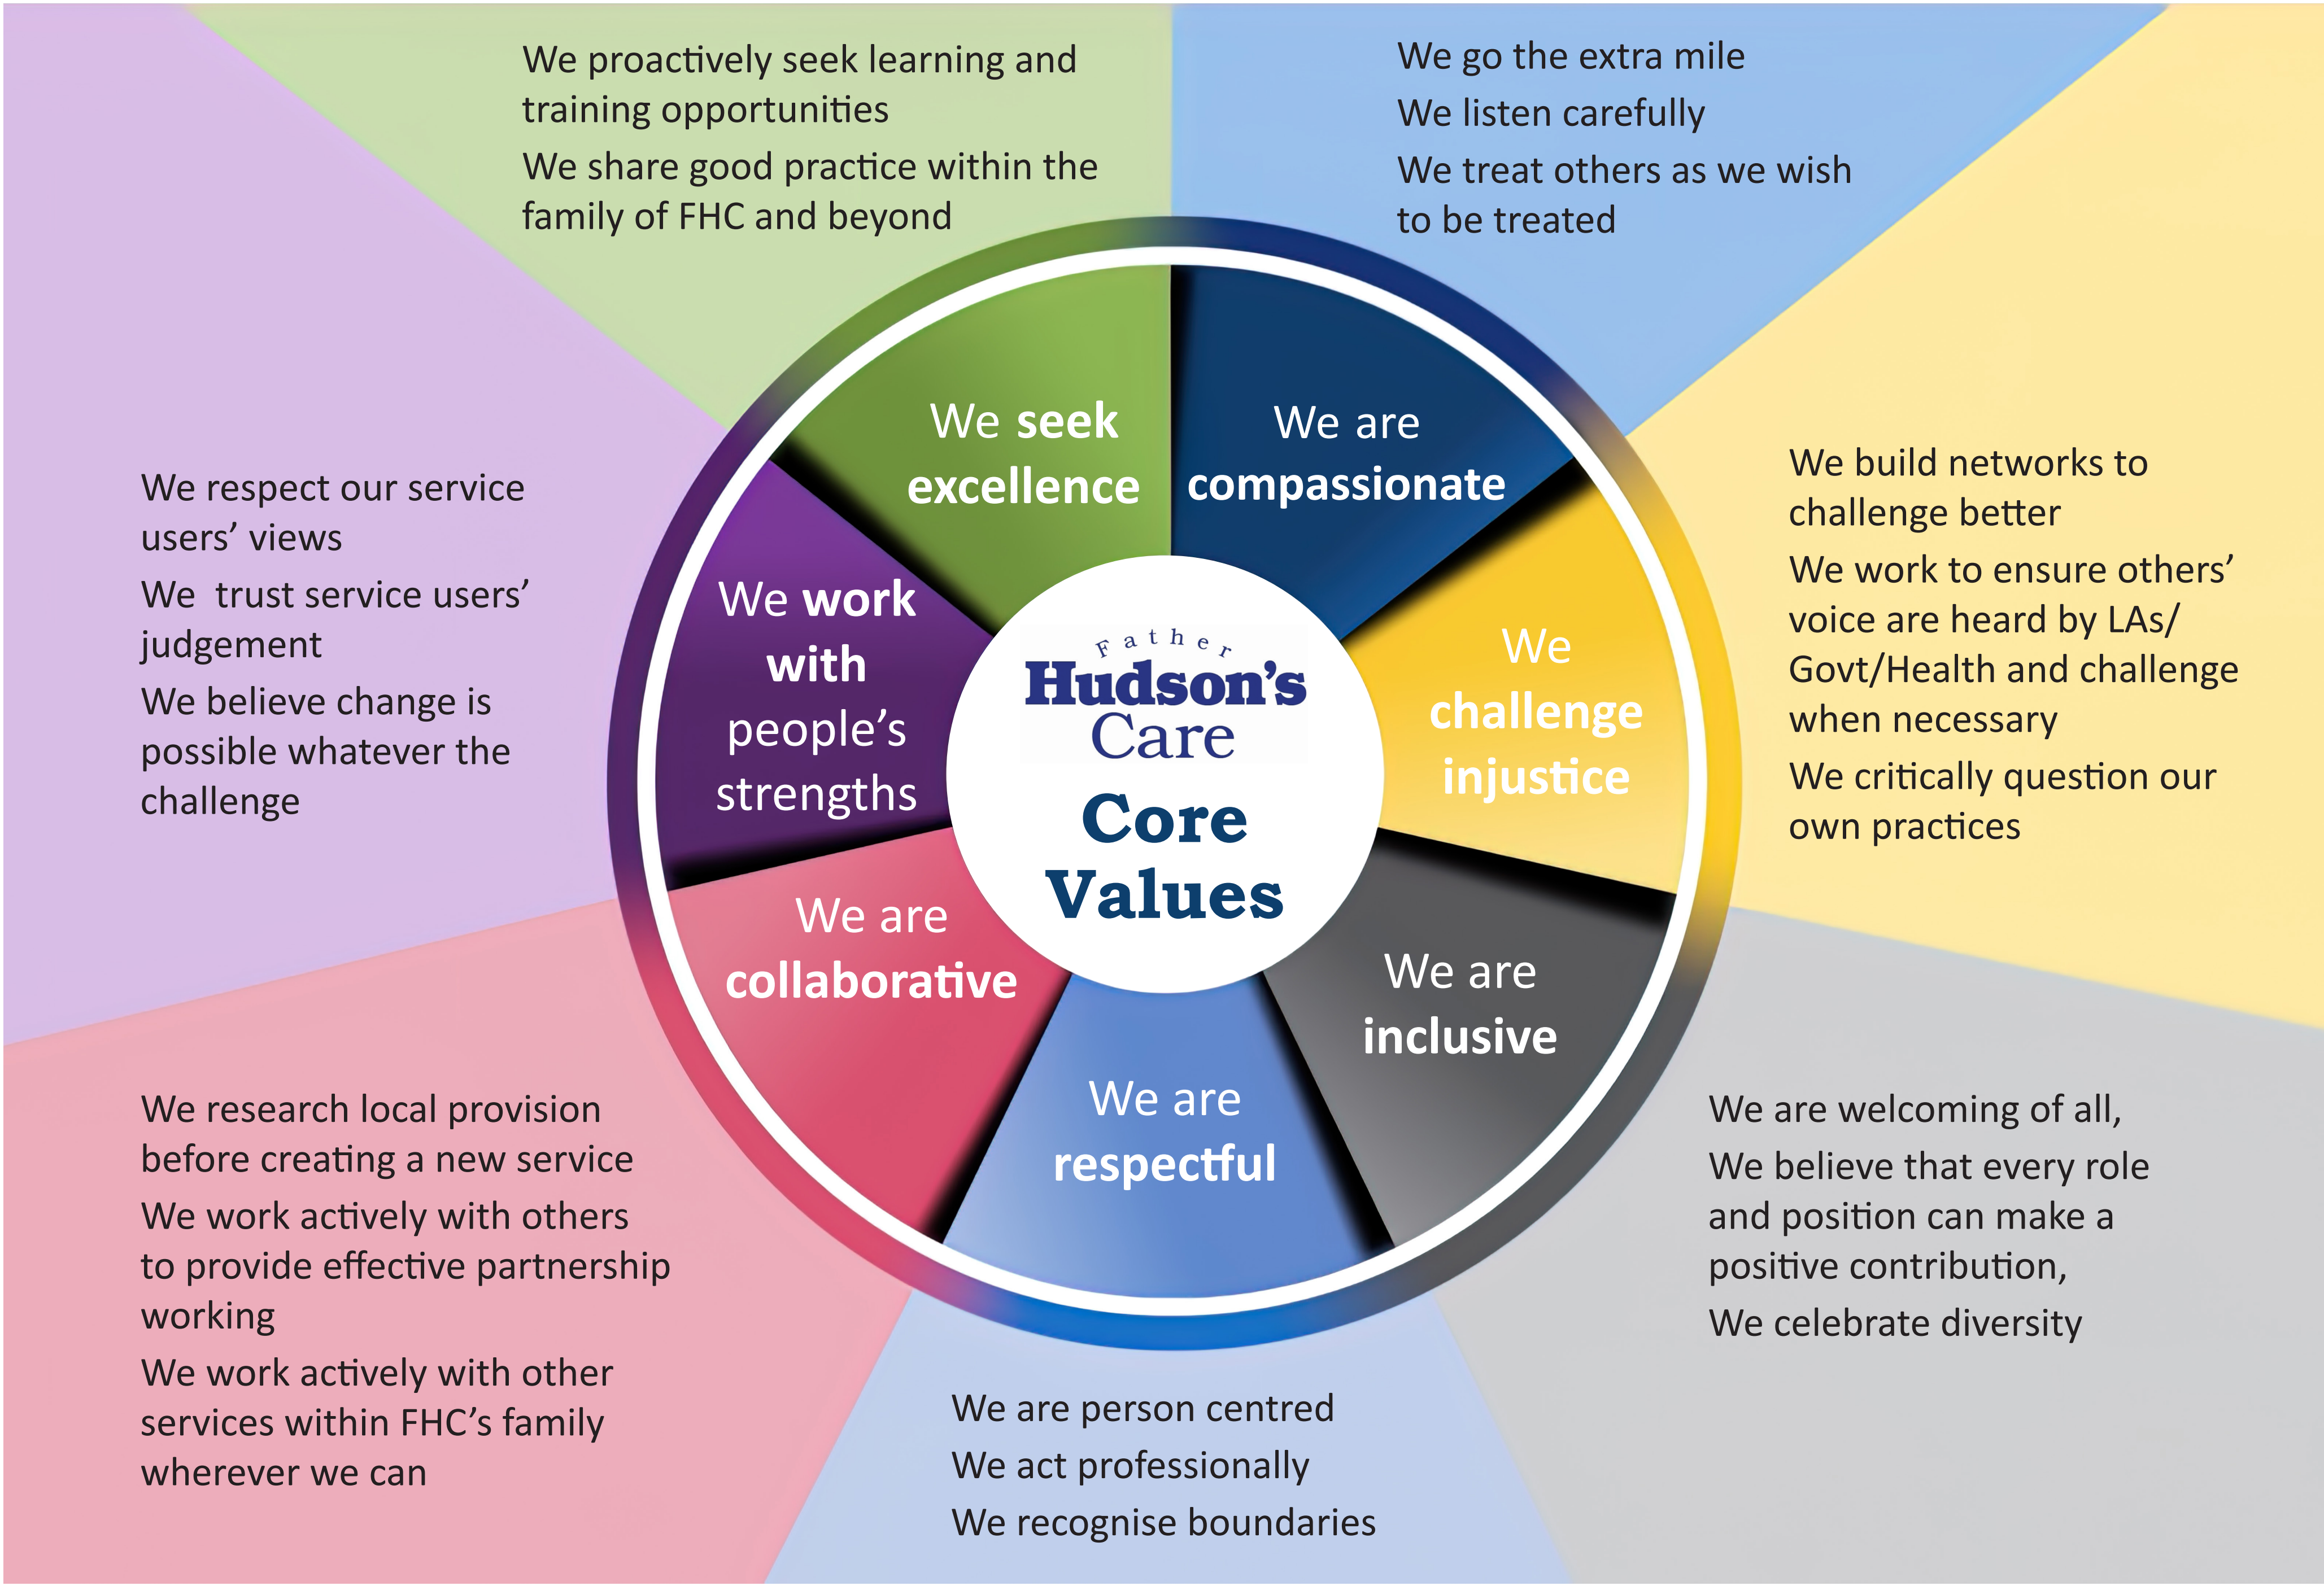 We proactively seek learning and
training opportunities
We share good practice within the
family of FHC and beyond
We go the extra mile
We listen carefully
We treat others as we wish
to be treated
We build networks to
challenge better
We work to ensure others’
voice are heard by LAs/
Govt/Health and challenge
when necessary
We critically question our
own practices
We are welcoming of all,
We believe that every role
and position can make a
positive contribution,
We celebrate diversity
We are person centred
We act professionally
We recognise boundaries
We research local provision
before creating a new service
We work actively with others
to provide effective partnership
working
We work actively with other
services within FHC’s family
wherever we can
We respect our service
users’ views
We trust service users’
judgement
We believe change is
possible whatever the
challenge
We seek
excellence
We are
compassionate
We
challenge
injustice
We are
inclusive
We are
respectful
We are
collaborative
We work
with
people’s
strengths
Father
Hudson’s
Care
Core
Values